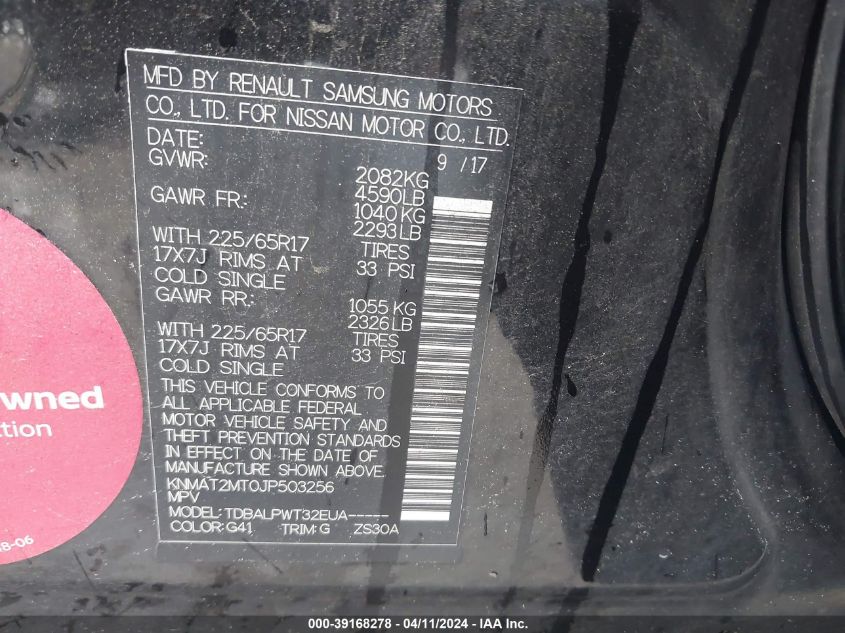 MFD BY RENAULT SAMSUNG MOTORS
CO., LTD. FOR NISSAN MOTOR CO., LTD.
DATE: 9 /17
GVWR: 2082KG
4590LB
GAWR FR: 1040KG
2293LB
WITH 225/65R17 TIRES
17X7J RIMS AT 33 PSI
COLD SINGLE
GAWR RR: 1055 KG
2326LB
WITH 225/65R17 TIRES
17X7J RIMS AT 33 PSI
COLD SINGLE
THIS VEHICLE CONFORMS TO
ALL APPLICABLE FEDERAL
MOTOR VEHICLE SAFETY AND
THEFT PREVENTION STANDARDS
IN EFFECT ON THE DATE OF
MANUFACTURE SHOWN ABOVE.
KNMAT2MT0JP503256
MPV
MODEL: TDBALPWT32EUA-----
COLOR: G41 TRIM: G ZS30A
wned
tion
18-06
000-39168278 - 04/11/2024 - IAAI Inc.